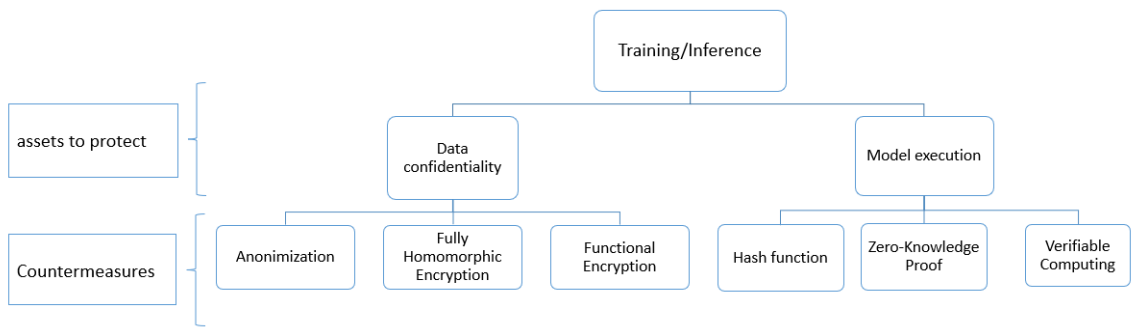 Training/Inference
assets to protect
Data
confidentiality
Model execution
Countermeasures
Anonimization
Fully
Homomorphic
Encryption
Functional
Encryption
Hash function
Zero-Knowledge
Proof
Verifiable
Computing